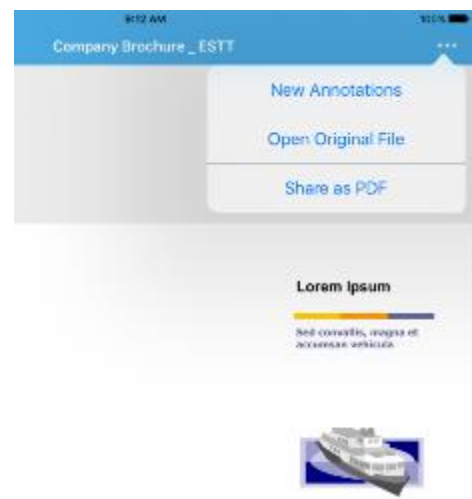 9:12 AM
100%
Company Brochure _ ESTT
New Annotations
Open Original File
Share as PDF
Lorem Ipsum
Sed convallis, magna et
accumsan vehicula